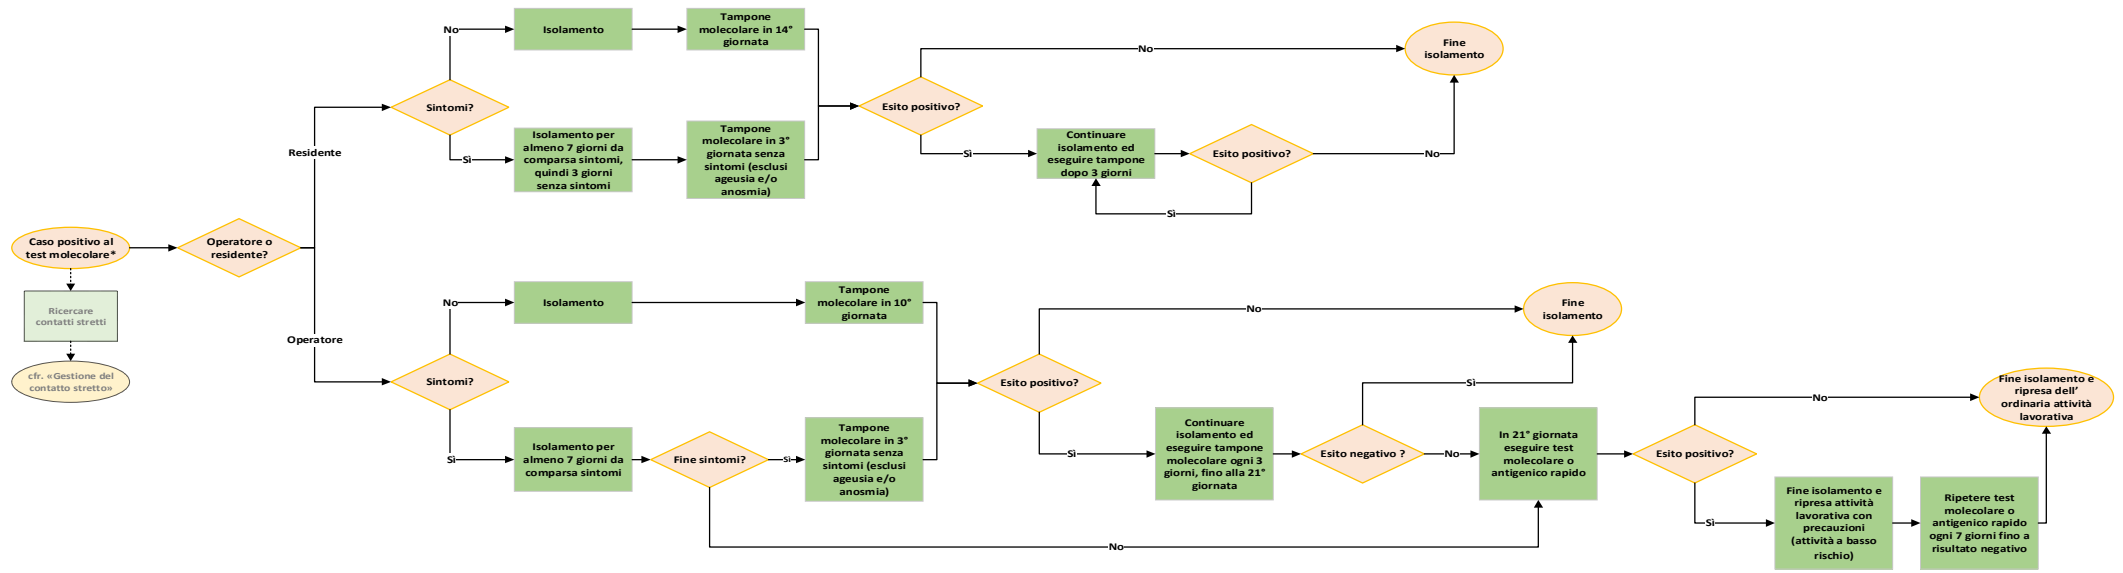 Caso positivo al
test molecolare*
Ricercare
contatti stretti
cfr. «Gestione del
contatto stretto»
Operatore o
residente?
Residente
Sintomi?
No
Isolamento
Tampone
molecolare in 14°
giornata
Sì
Isolamento per
almeno 7 giorni da
comparsa sintomi,
quindi 3 giorni
senza sintomi
Tampone
molecolare in 3°
giornata senza
sintomi (esclusi
ageusia e/o
anosmia)
Esito positivo?
No
Fine
isolamento
Sì
Continuare
isolamento ed
eseguire tampone
dopo 3 giorni
Esito positivo?
No
Sì
Operatore
Sintomi?
No
Isolamento
Tampone
molecolare in 10°
giornata
Sì
Isolamento per
almeno 7 giorni da
comparsa sintomi
Fine sintomi?
Sì
Tampone
molecolare in 3°
giornata senza
sintomi (esclusi
ageusia e/o
anosmia)
No
Esito positivo?
No
Fine
isolamento
Sì
Continuare
isolamento ed
eseguire tampone
molecolare ogni 3
giorni, fino alla 21°
giornata
Esito negativo ?
Sì
No
In 21° giornata
eseguire test
molecolare o
antigenico rapido
Esito positivo?
No
Fine isolamento e
ripresa dell'
ordinaria attività
lavorativa
Sì
Fine isolamento e
ripresa attività
lavorativa con
precauzioni
(attività a basso
rischio)
Ripetere test
molecolare o
antigenico rapido
ogni 7 giorni fino a
risultato negativo